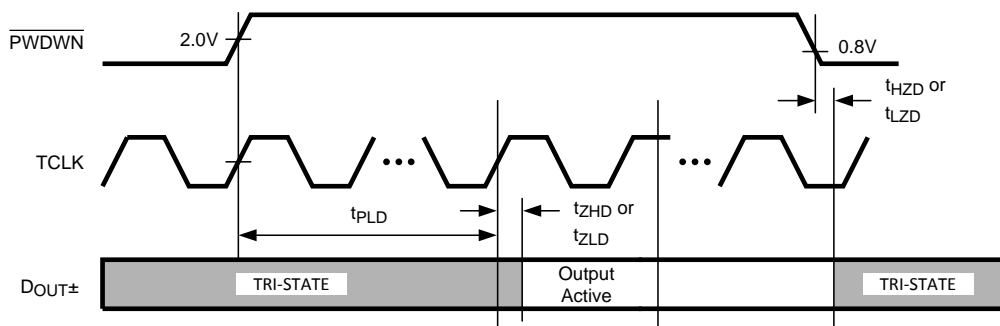 PWDWN
2.0V
0.8V
tHZD or
tLZD
TCLK
tPLD
tZHD or
tZLD
DOUT±
TRI-STATE
Output
Active
TRI-STATE